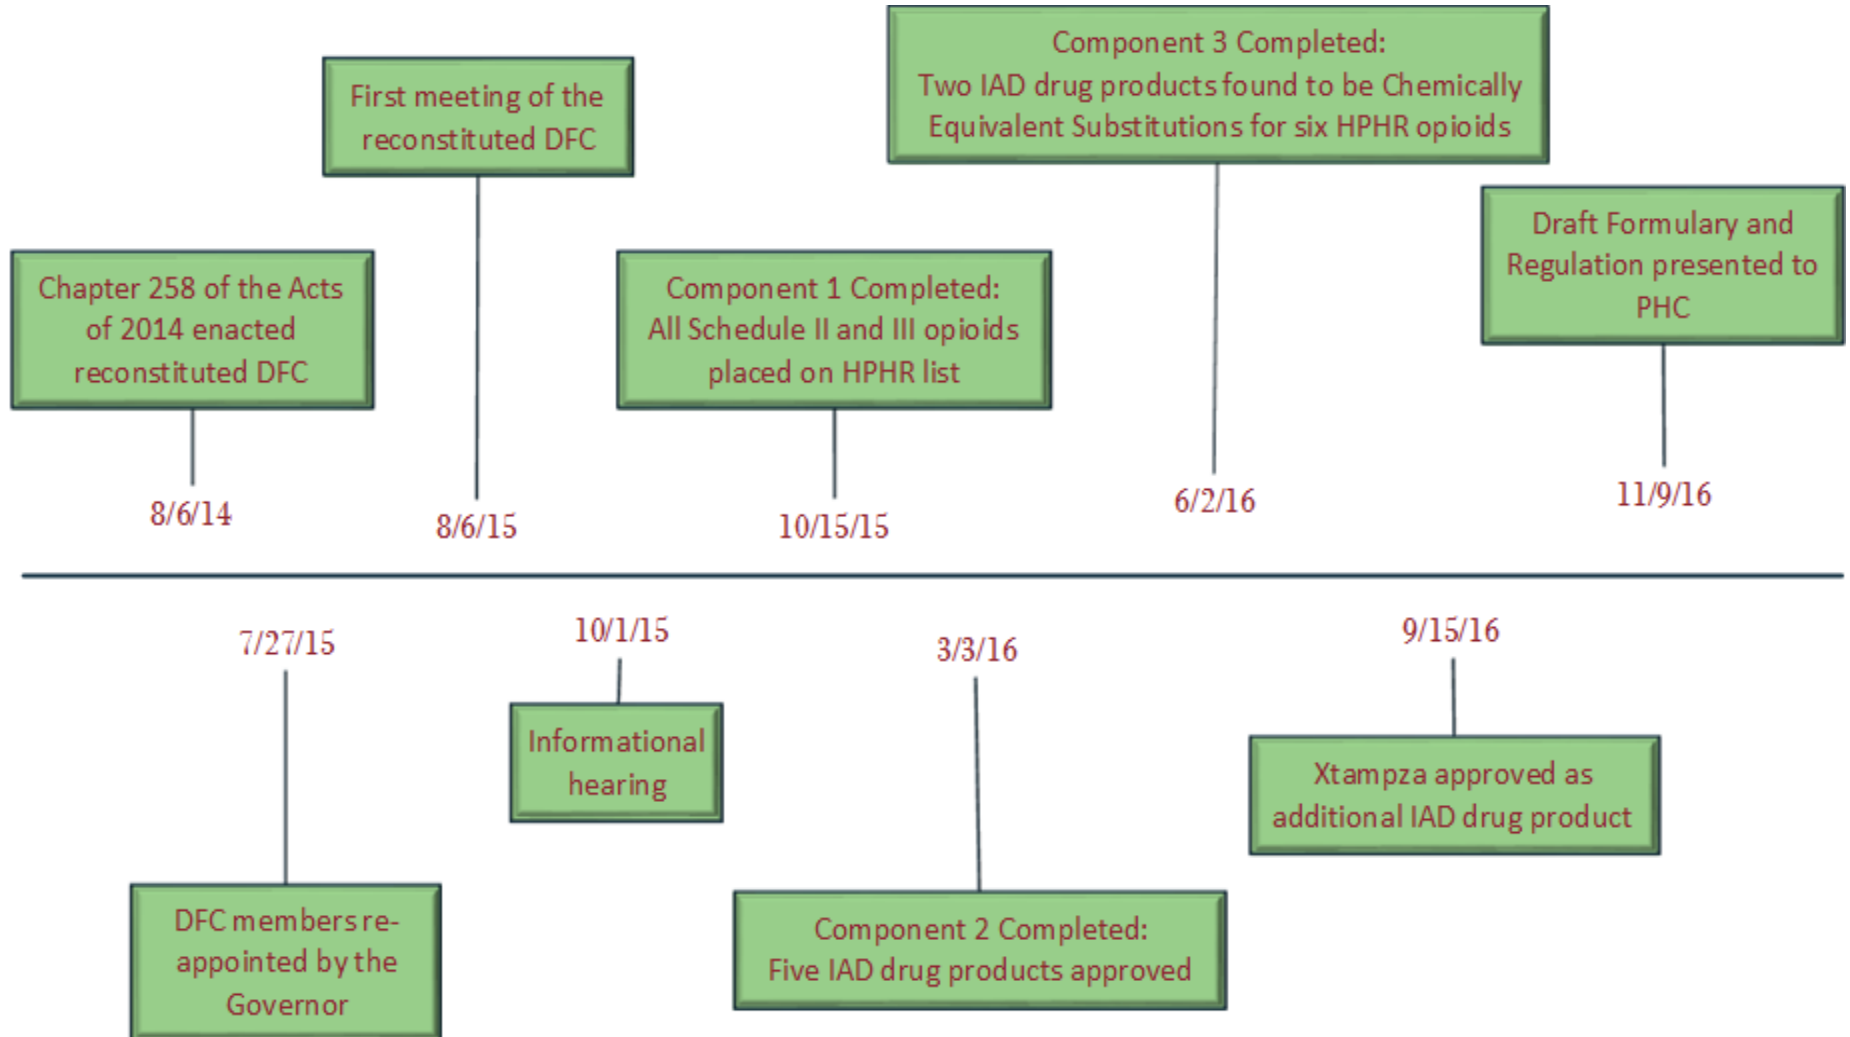 Chapter 258 of the Acts
of 2014 enacted
reconstituted DFC
8/6/14
First meeting of the
reconstituted DFC
8/6/15
Component 1 Completed:
All Schedule II and III opioids
placed on HPHR list
10/15/15
Component 3 Completed:
Two IAD drug products found to be Chemically
Equivalent Substitutions for six HPHR opioids
6/2/16
Draft Formulary and
Regulation presented to
PHC
11/9/16
7/27/15
DFC members re-
appointed by the
Governor
10/1/15
Informational
hearing
3/3/16
Component 2 Completed:
Five IAD drug products approved
9/15/16
Xtampza approved as
additional IAD drug product